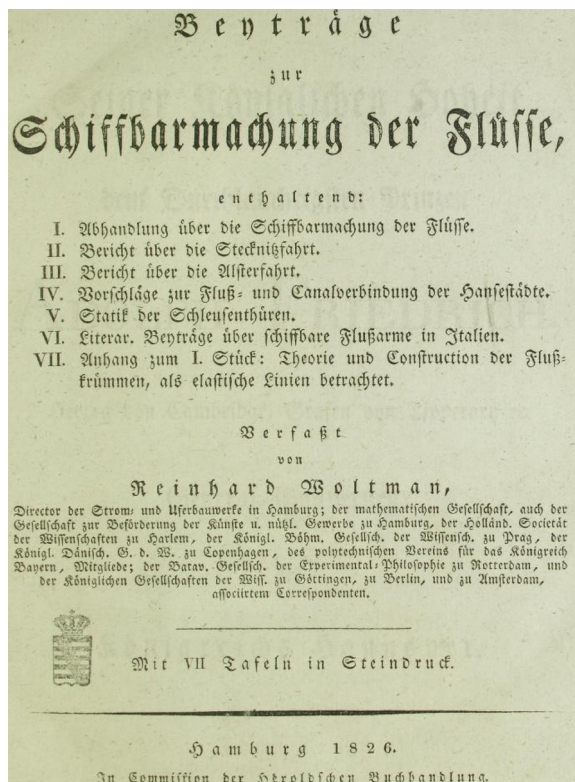 Beyträge
zur
Schiffbarmachung der Flüsse,
enthaltend:
I. Abhandlung über die Schiffbarmachung der Flüsse.
II. Bericht über die Stecknitzfahrt.
III. Bericht über die Alsterfahrt.
IV. Vorschläge zur Fluß- und Canalverbindung der Hansestädte.
V. Statik der Schleusenthüren.
VI. Literar. Beyträge über schiffbare Flußarme in Italien.
VII. Anhang zum I. Stück: Theorie und Construction der Fluß-
krümmen, als elastische Linien betrachtet.
Verfaßt
von
Reinhard Woltman,
Director der Strom- und Uferbauwerke in Hamburg; der mathematischen Gesellschaft, auch der
Gesellschaft zur Beförderung der Künste u. nützl. Gewerbe zu Hamburg, der Holländ. Societät
der Wissenschaften zu Harlem, der Königl. Böhm. Gesellsch. der Wissensch. zu Prag, der
Königl. Dänisch. G. d. W. zu Copenhagen, des polytechnischen Vereins für das Königreich
Bayern, Mitgliede; der Batav. Gesellsch. der Experimental-Philosophie zu Rotterdam, und
der Königlichen Gesellschaften der Wiss. zu Göttingen, zu Berlin, und zu Amsterdam,
associirtem Correspondenten.
Mit VII Tafeln in Steindruck.
Hamburg 1826.
In Commission der Heroldschen Buchhandlung.